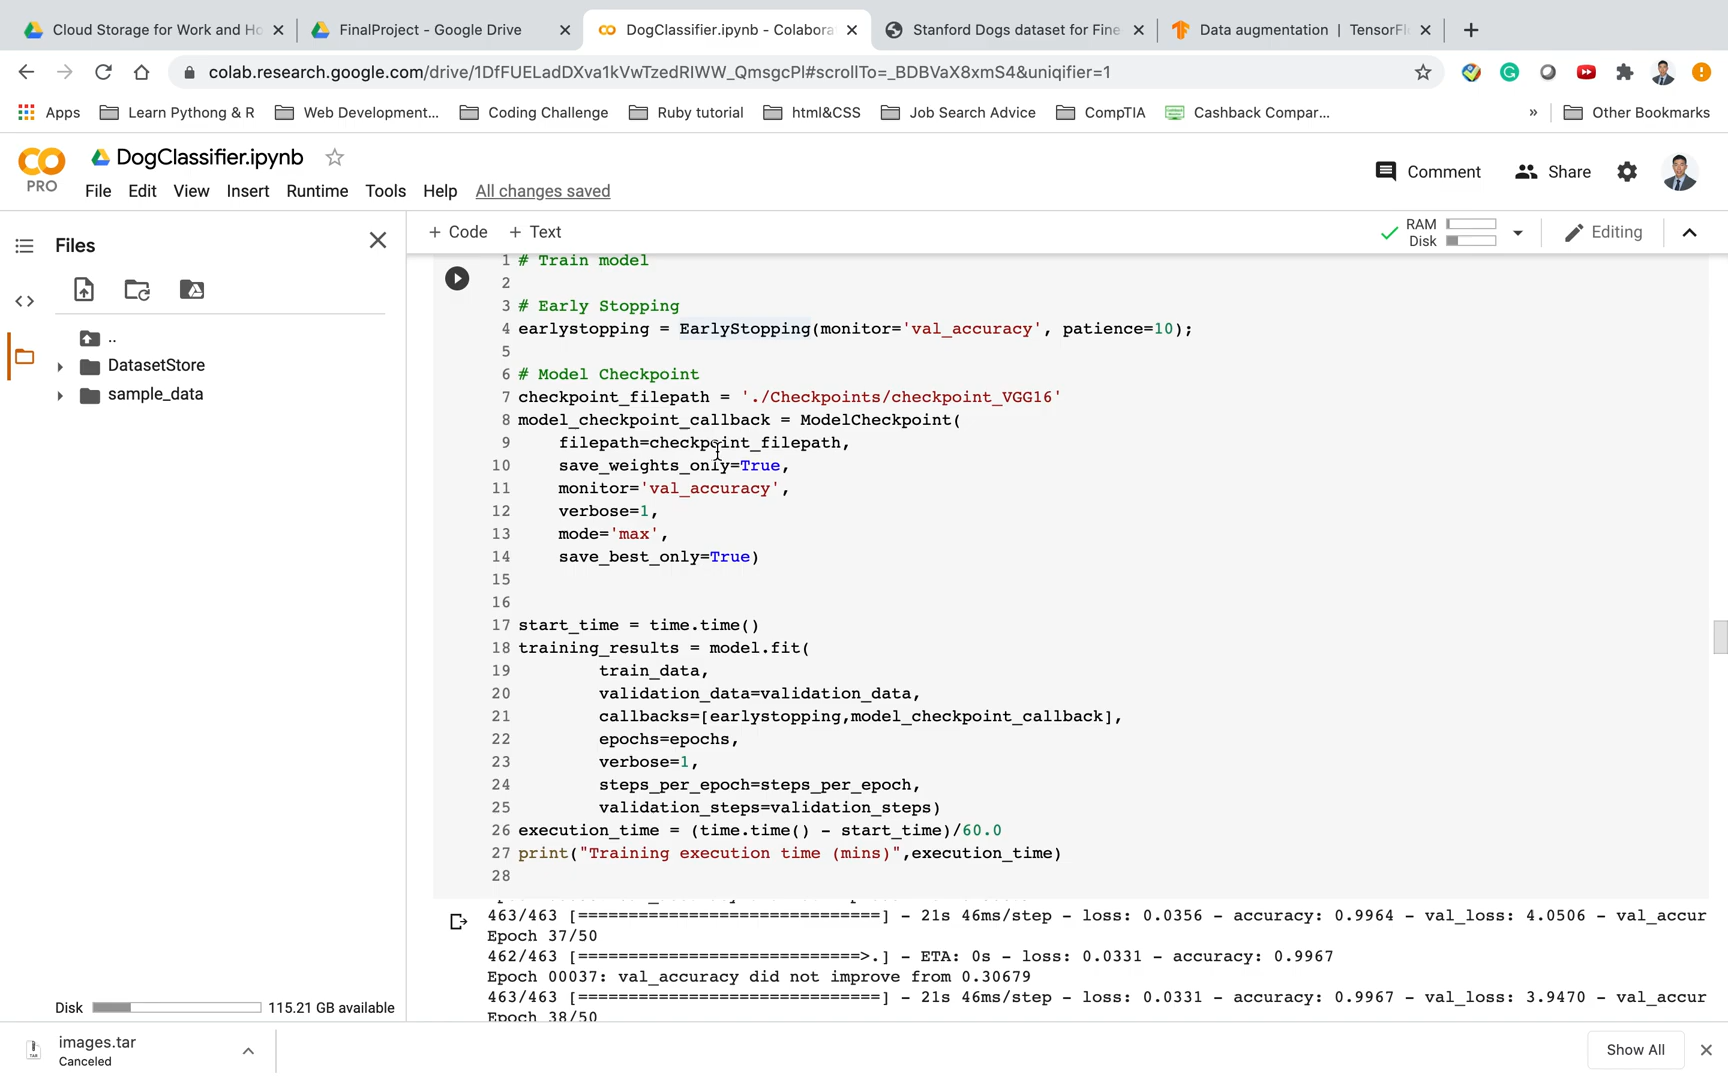 Cloud Storage for Work and Ho
FinalProject - Google Drive
DogClassifier.ipynb - Colabora
Stanford Dogs dataset for Fine
Data augmentation | TensorFl
colab.research.google.com/drive/1DfFUELadDXva1kVwTzedRIWW_QmsgcPl#scrollTo=_BDBVaX8xmS4&uniqifier=1
Apps
Learn Pythong & R
Web Development...
Coding Challenge
Ruby tutorial
html&CSS
Job Search Advice
CompTIA
Cashback Compar...
»
Other Bookmarks
PRO
DogClassifier.ipynb
File Edit View Insert Runtime Tools Help All changes saved
Comment
Share
Files
+ Code + Text
RAM
Disk
Editing
..
DatasetStore
sample_data
1 # Train model
2
3 # Early Stopping
4 earlystopping = EarlyStopping(monitor='val_accuracy', patience=10);
5
6 # Model Checkpoint
7 checkpoint_filepath = './Checkpoints/checkpoint_VGG16'
8 model_checkpoint_callback = ModelCheckpoint(
9 filepath=checkpoint_filepath,
10 save_weights_only=True,
11 monitor='val_accuracy',
12 verbose=1,
13 mode='max',
14 save_best_only=True)
15
16
17 start_time = time.time()
18 training_results = model.fit(
19 train_data,
20 validation_data=validation_data,
21 callbacks=[earlystopping,model_checkpoint_callback],
22 epochs=epochs,
23 verbose=1,
24 steps_per_epoch=steps_per_epoch,
25 validation_steps=validation_steps)
26 execution_time = (time.time() - start_time)/60.0
27 print("Training execution time (mins)",execution_time)
28
463/463 [==============================] - 21s 46ms/step - loss: 0.0356 - accuracy: 0.9964 - val_loss: 4.0506 - val_accur
Epoch 37/50
462/463 [============================>.] - ETA: 0s - loss: 0.0331 - accuracy: 0.9967
Epoch 00037: val_accuracy did not improve from 0.30679
463/463 [==============================] - 21s 46ms/step - loss: 0.0331 - accuracy: 0.9967 - val_loss: 3.9470 - val_accur
Epoch 38/50
Disk
115.21 GB available
images.tar
Canceled
Show All